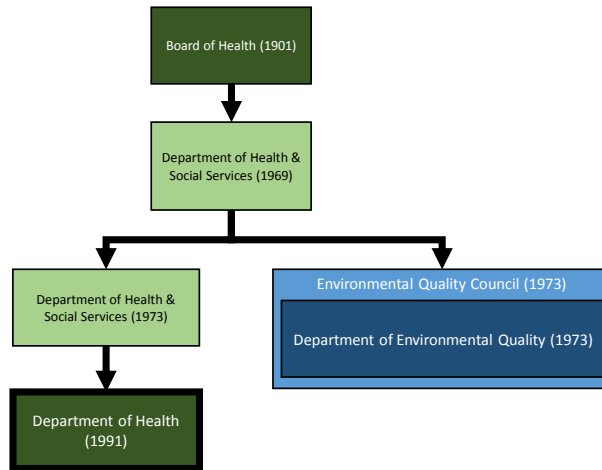 Board of Health (1901)
Department of Health &
Social Services (1969)
Department of Health &
Social Services (1973)
Environmental Quality Council (1973)
Department of Environmental Quality (1973)
Department of Health
(1991)